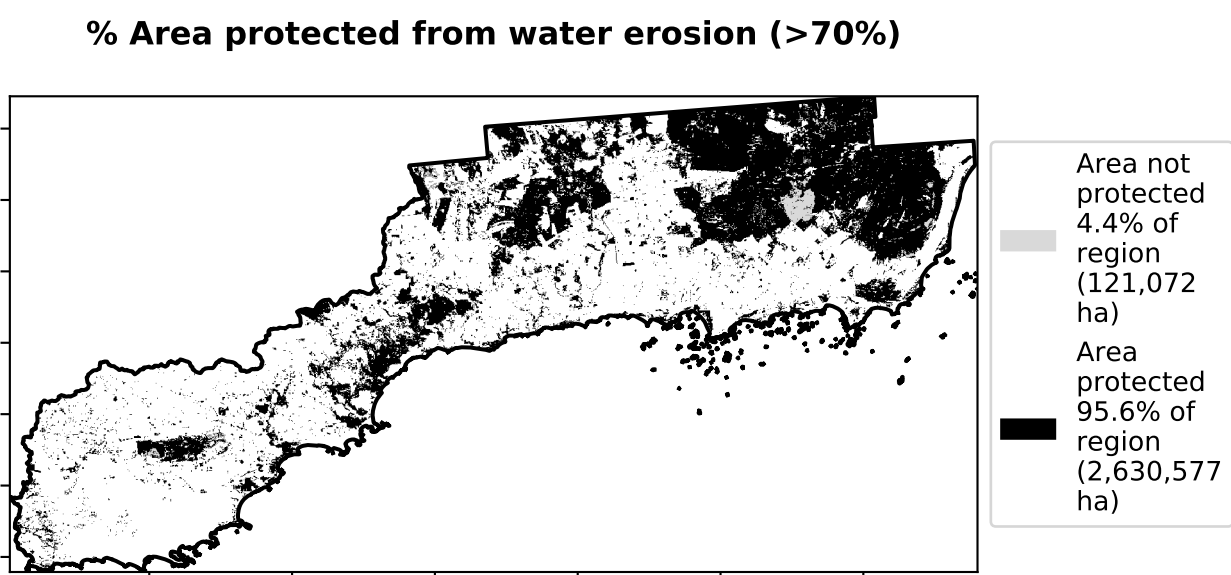 % Area protected from water erosion (>70%)
Area not
protected
4.4% of
region
(121,072
ha)
Area
protected
95.6% of
region
(2,630,577
ha)